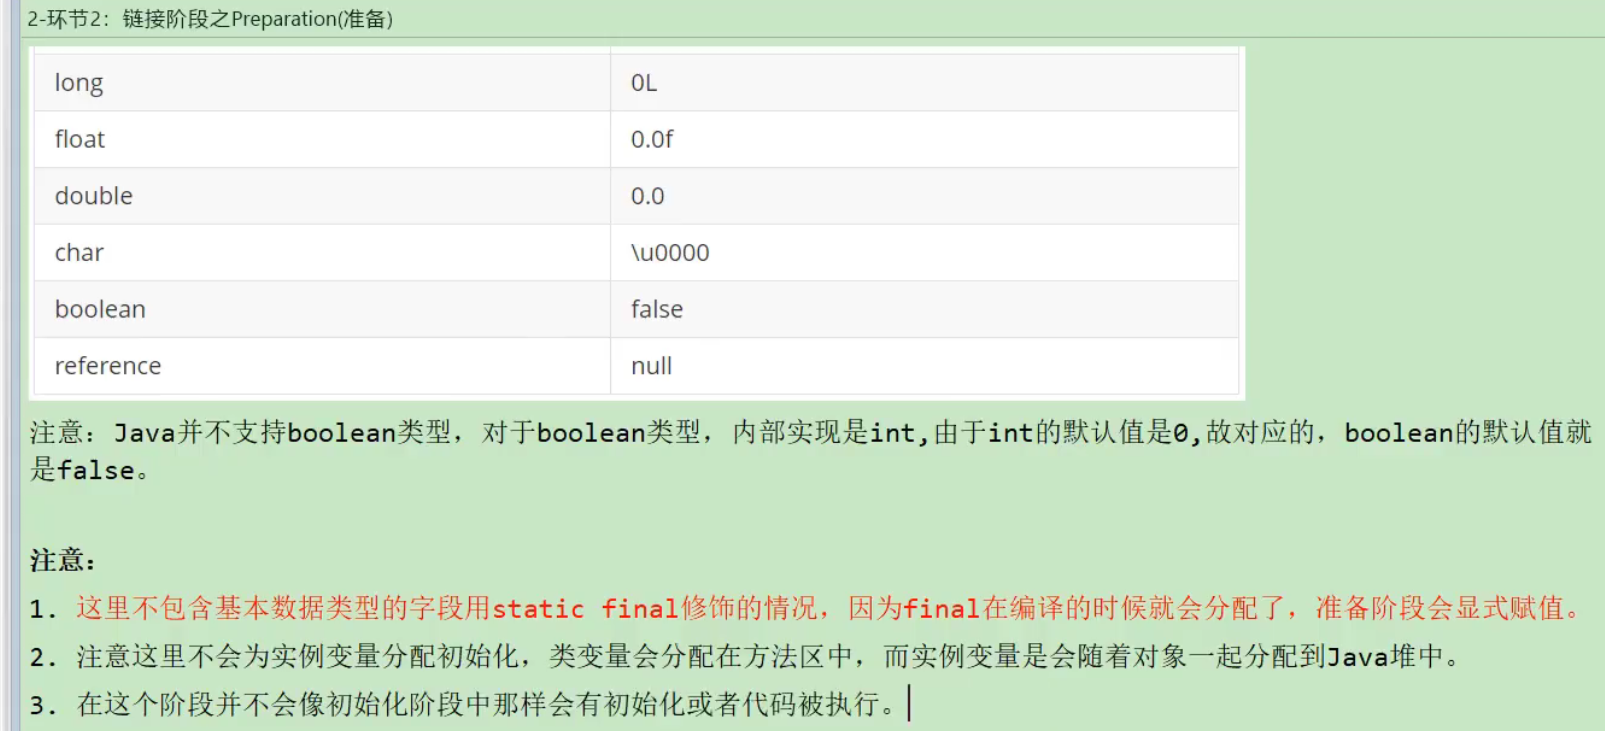 2-环节2：链接阶段之Preparation(准备)
long 0L
float 0.0f
double 0.0
char \u0000
boolean false
reference null
注意：Java并不支持boolean类型，对于boolean类型，内部实现是int,由于int的默认值是0,故对应的，boolean的默认值就
是false。
注意：
1. 这里不包含基本数据类型的字段用static final修饰的情况，因为final在编译的时候就会分配了，准备阶段会显式赋值。
2. 注意这里不会为实例变量分配初始化，类变量会分配在方法区中，而实例变量是会随着对象一起分配到Java堆中。
3. 在这个阶段并不会像初始化阶段中那样会有初始化或者代码被执行。